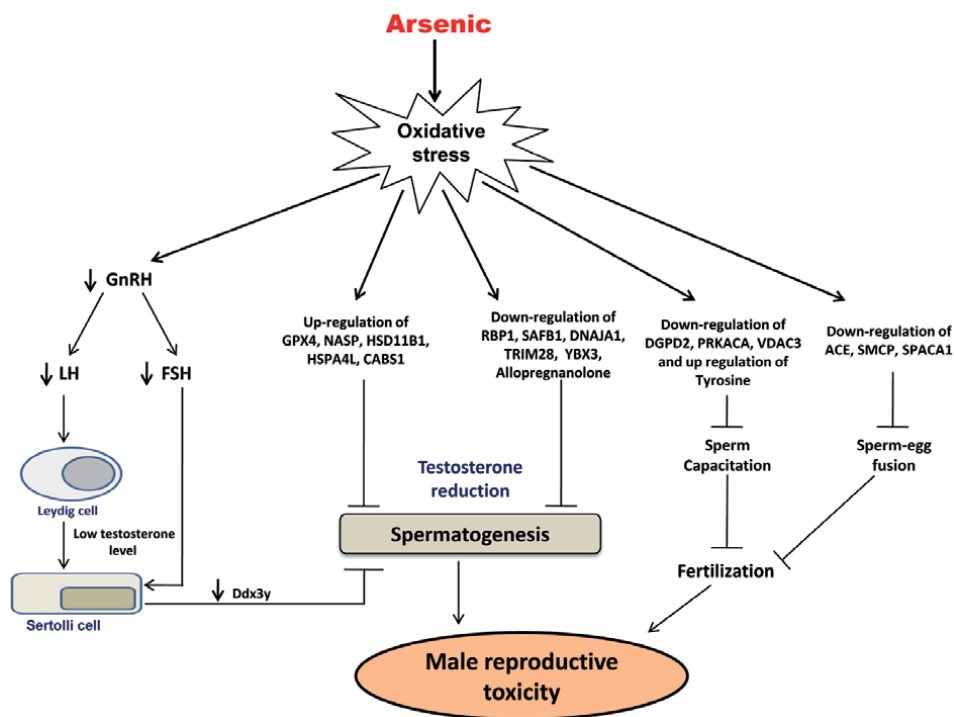 Arsenic
Oxidative
stress
GnRH
LH
FSH
Leydig cell
Low testosterone
level
Sertolli cell
Ddx3y
Up-regulation of
GPX4, NASP, HSD11B1,
HSPA4L, CABS1
Down-regulation of
RBP1, SAFB1, DNAJA1,
TRIM28, YBX3,
Allopregnanolone
Down-regulation of
DGPD2, PRKACA, VDAC3
and up regulation of
Tyrosine
Down-regulation of
ACE, SMCP, SPACA1
Sperm
Capacitation
Sperm-egg
fusion
Testosterone
reduction
Spermatogenesis
Fertilization
Male reproductive
toxicity